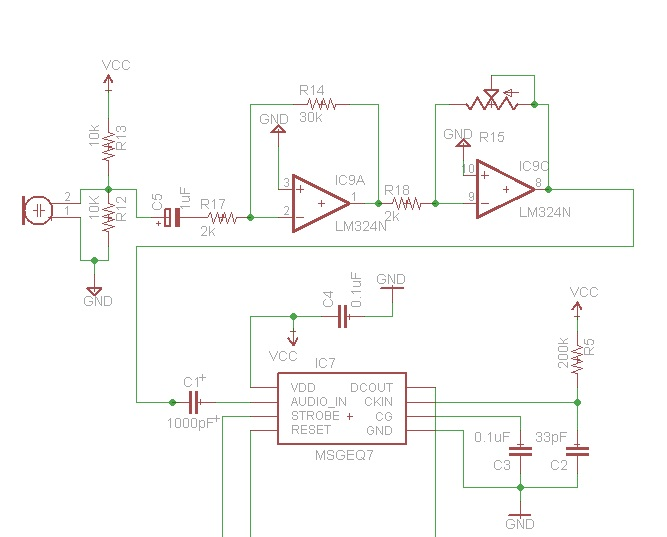 VCC
R14
30k
10k
R13
GND
GND
R15
IC9A
IC9C
3
2
1
10
9
8
2
1
10K
R12
C5
1uF
+
R17
2k
R18
2k
LM324N
LM324N
GND
C4
0.1uF
GND
VCC
VCC
200k
R5
IC7
C1
+
1000pF
+
VDD
DCOUT
AUDIO_IN
CKIN
STROBE
CG
RESET
GND
MSGEQ7
0.1uF
C3
33pF
C2
GND